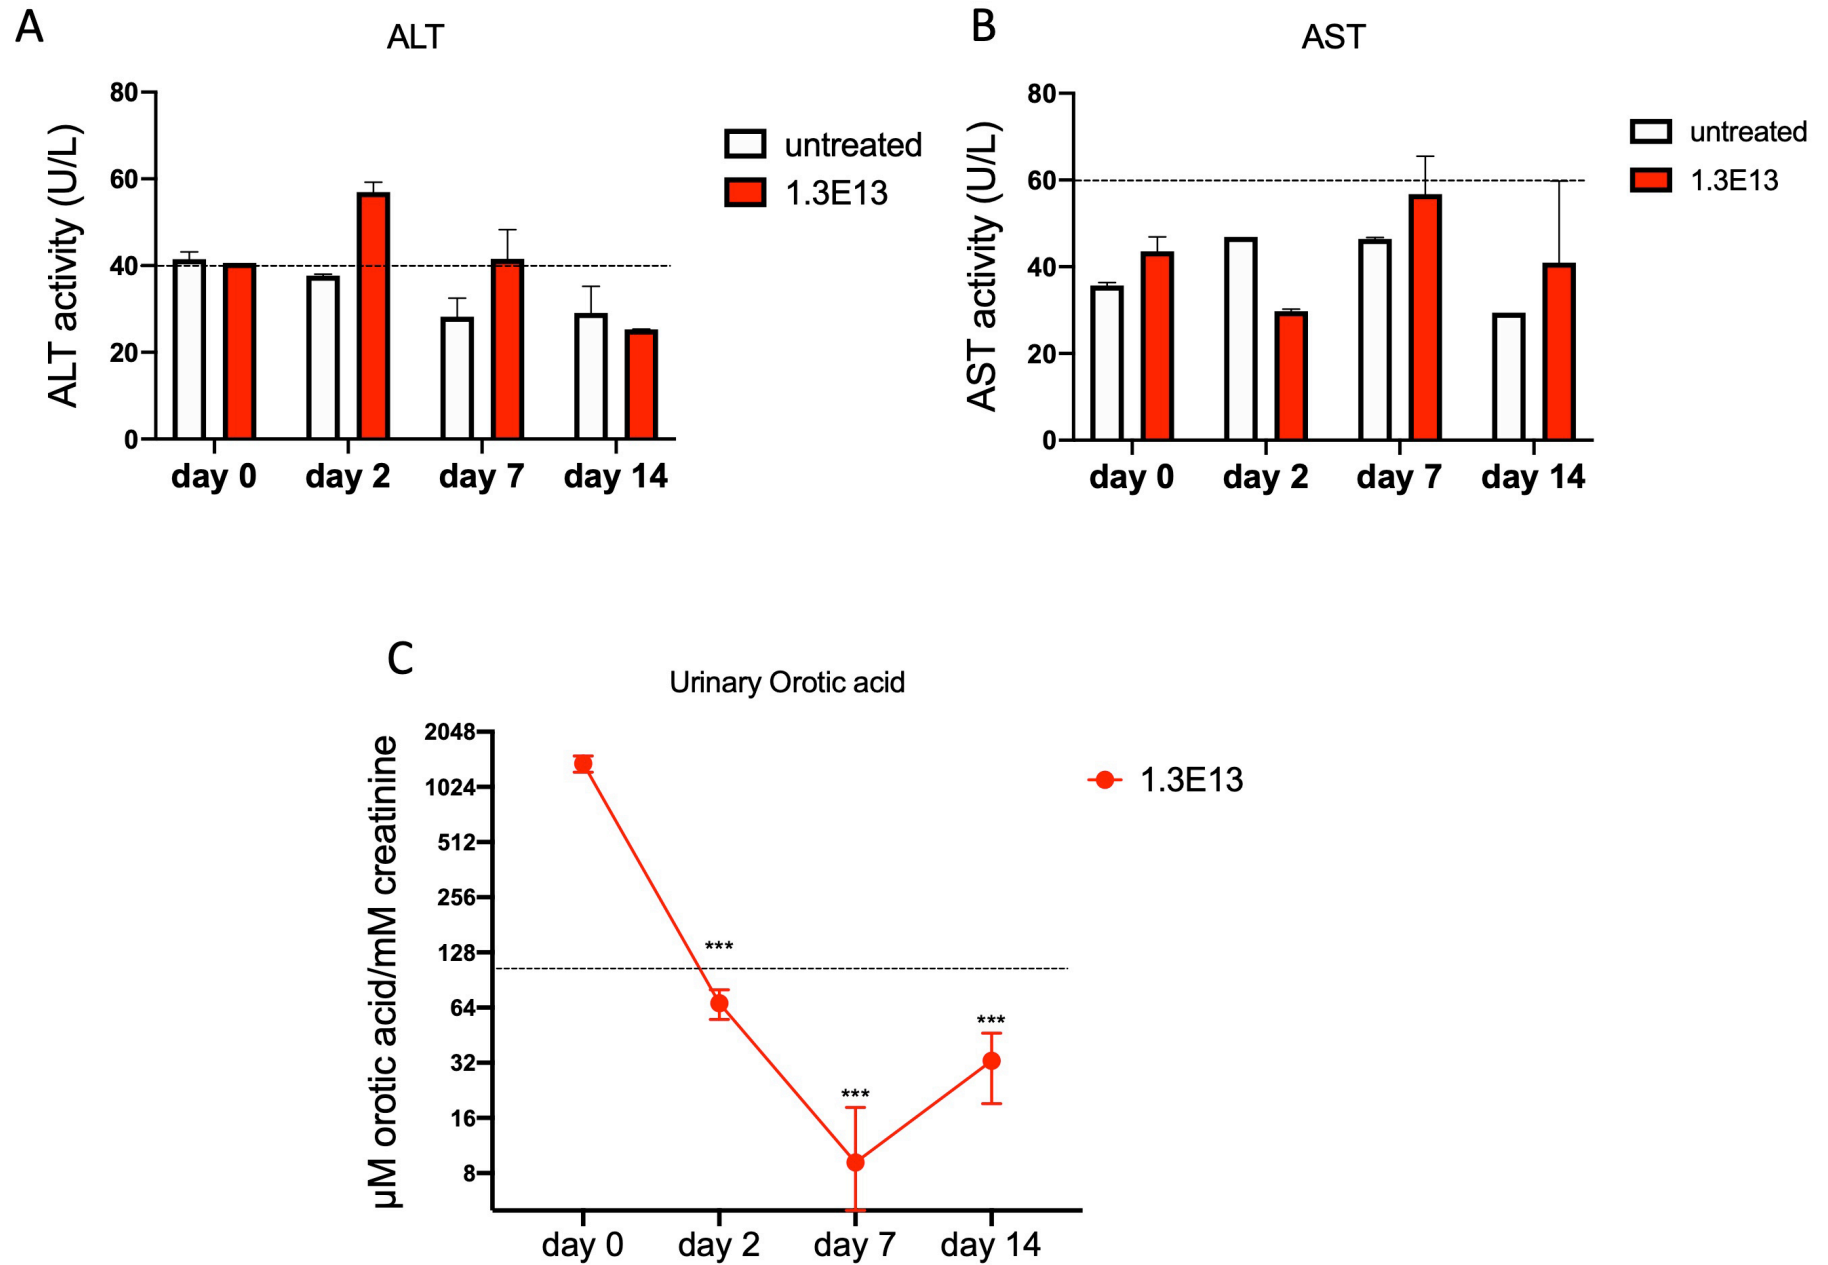 A
ALT
ALT activity (U/L)
80
60
40
20
0
day 0 day 2 day 7 day 14
untreated
1.3E13
B
AST
AST activity (U/L)
80
60
40
20
0
day 0 day 2 day 7 day 14
untreated
1.3E13
C
Urinary Orotic acid
µM orotic acid/mM creatinine
2048
1024
512
256
128
64
32
16
8
***
***
***
day 0 day 2 day 7 day 14
1.3E13